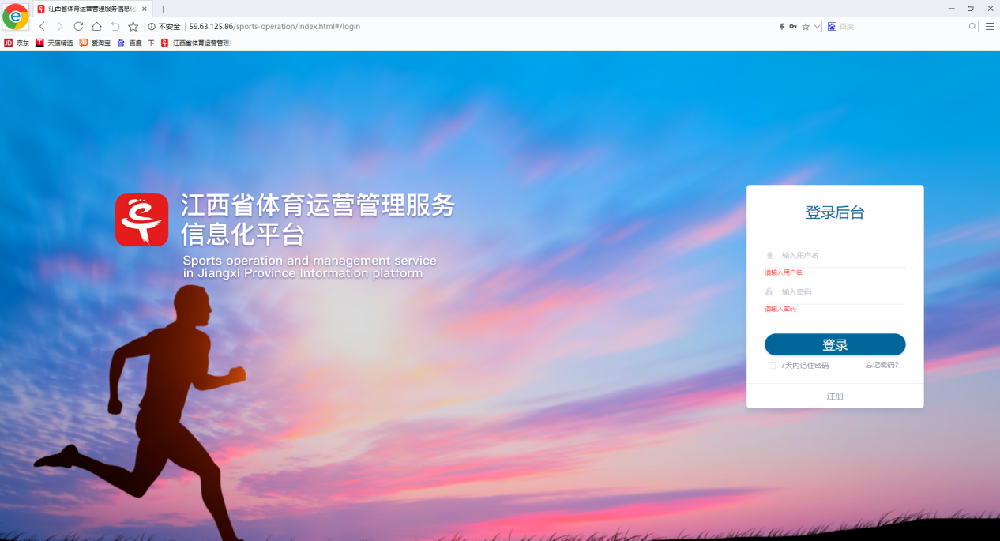 江西省体育运营管理服务信息化
不安全
59.63.125.86/sports-operation/index.html#/login
百度
JD 京东
T 天猫精选
淘 爱淘宝
百度一下
江西省体育运营管理
江西省体育运营管理服务
信息化平台
Sports operation and management service
in Jiangxi Province Information platform
登录后台
输入用户名
请输入用户名
输入密码
请输入密码
登录
7天内记住密码
忘记密码?
注册